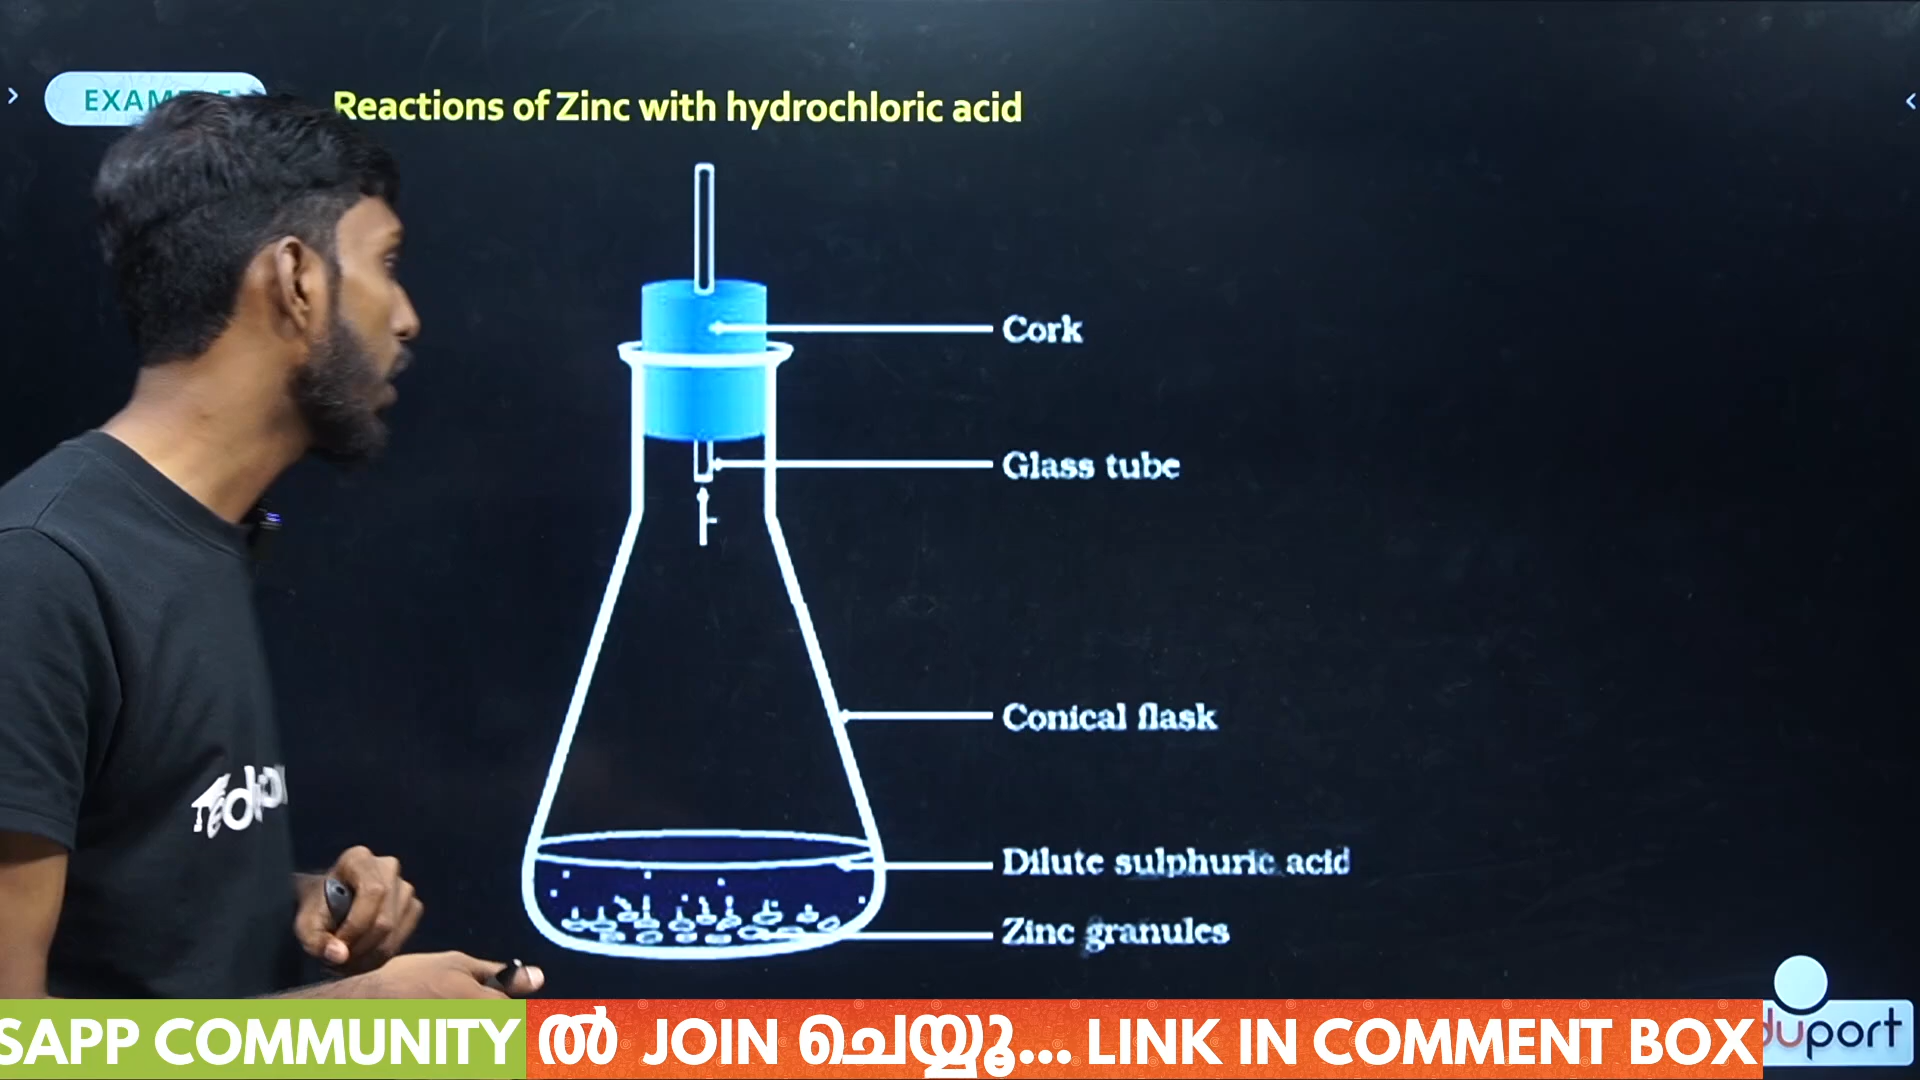 Reactions of Zinc with hydrochloric acid
Cork
Glass tube
Conical flask
Dilute sulphuric acid
Zinc granules
SAPP COMMUNITY ൽ JOIN ചെയ്യൂ... LINK IN COMMENT BOX
duport